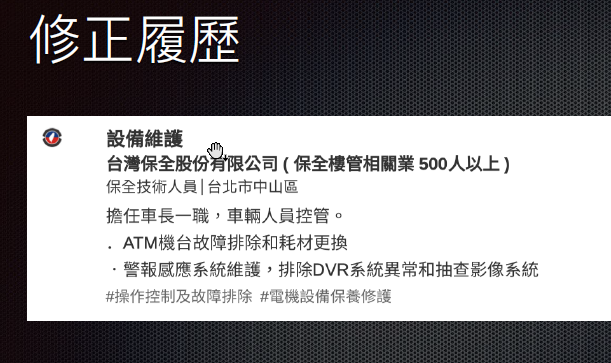 修正履歷
設備維護
台灣保全股份有限公司 ( 保全樓管相關業 500人以上 )
保全技術人員│台北市中山區
擔任車長一職，車輛人員控管。
．ATM機台故障排除和耗材更換
．警報感應系統維護，排除DVR系統異常和抽查影像系統
#操作控制及故障排除 #電機設備保養修護